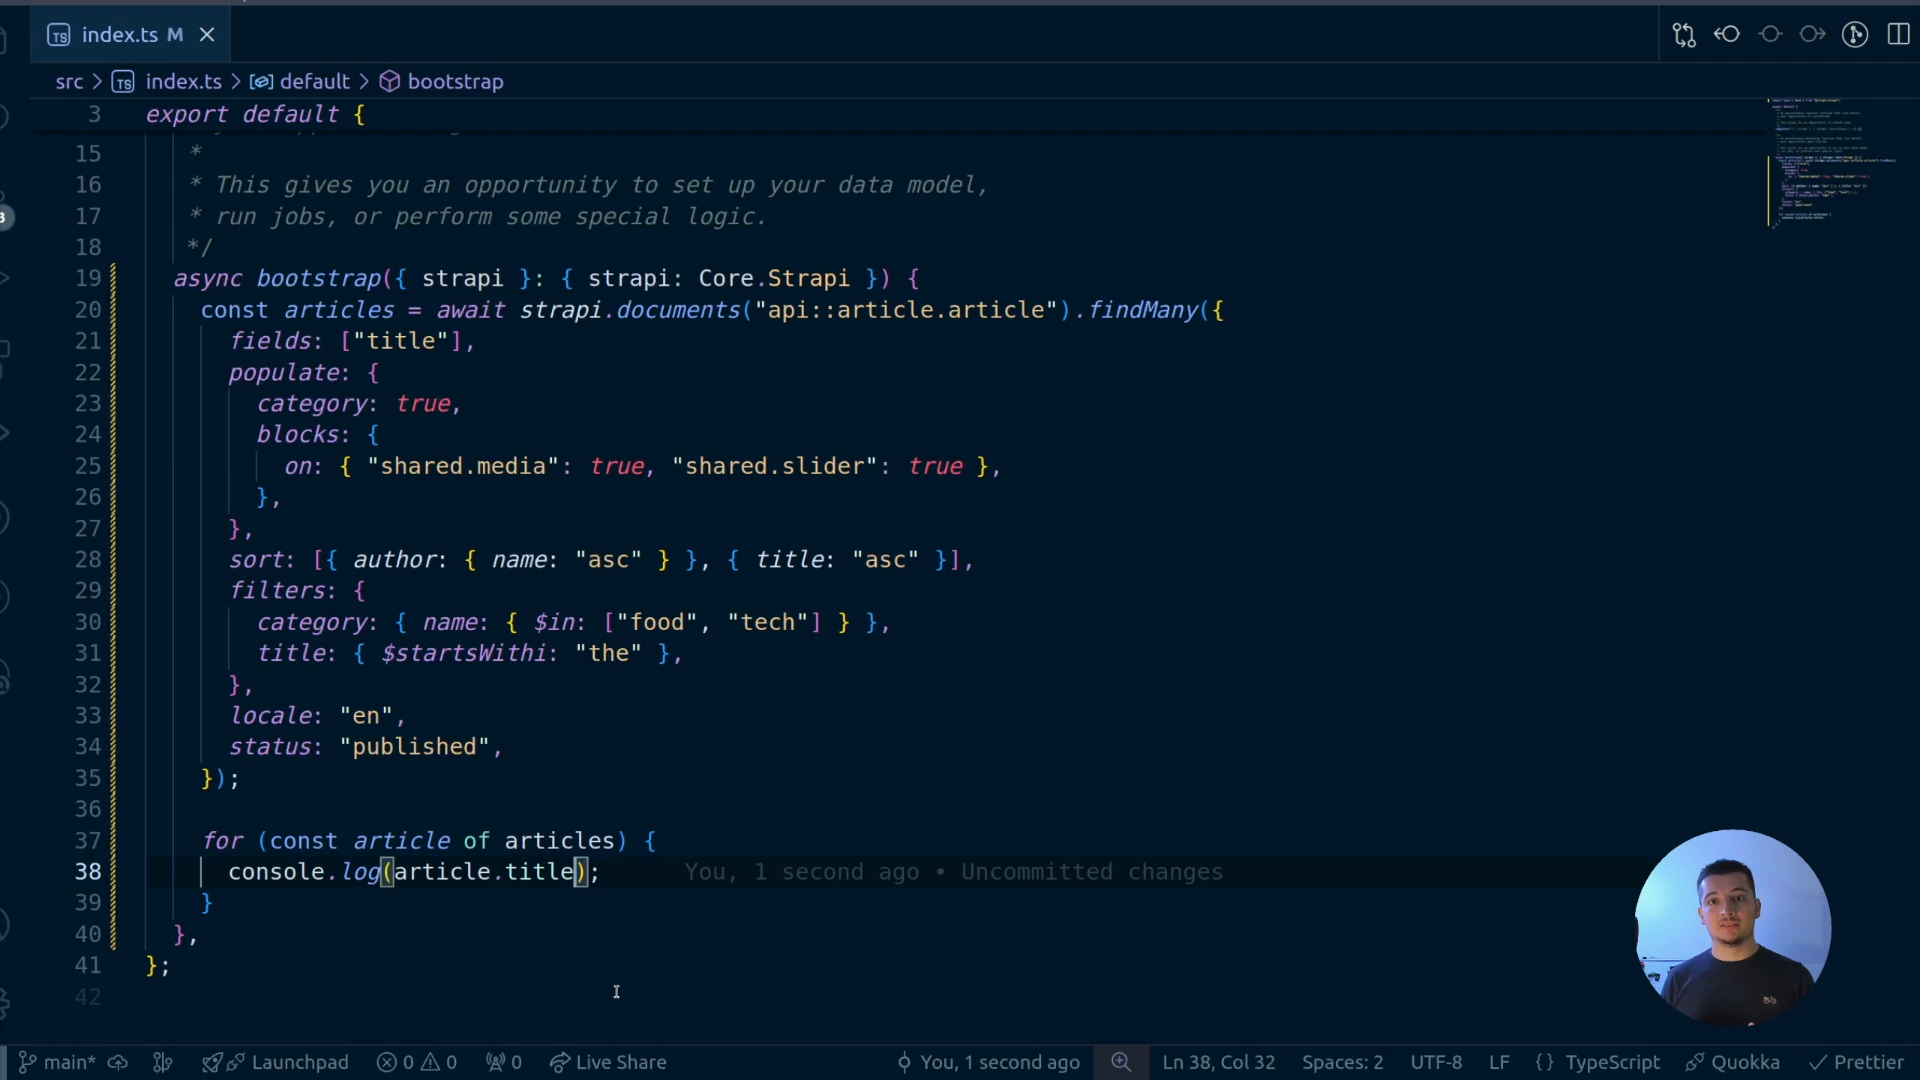 TS index.ts M
src > TS index.ts > default > bootstrap
3 export default {
15 *
16 * This gives you an opportunity to set up your data model,
17 * run jobs, or perform some special logic.
18 */
19 async bootstrap({ strapi }: { strapi: Core.Strapi }) {
20 const articles = await strapi.documents("api::article.article").findMany({
21 fields: ["title"],
22 populate: {
23 category: true,
24 blocks: {
25 on: { "shared.media": true, "shared.slider": true },
26 },
27 },
28 sort: [{ author: { name: "asc" } }, { title: "asc" }],
29 filters: {
30 category: { name: { $in: ["food", "tech"] } },
31 title: { $startsWithi: "the" },
32 },
33 locale: "en",
34 status: "published",
35 });
36
37 for (const article of articles) {
38 console.log(article.title); You, 1 second ago • Uncommitted changes
39 }
40 },
41 };
42
main* Launchpad 0 0 0 Live Share You, 1 second ago Ln 38, Col 32 Spaces: 2 UTF-8 LF {} TypeScript Quokka Prettier